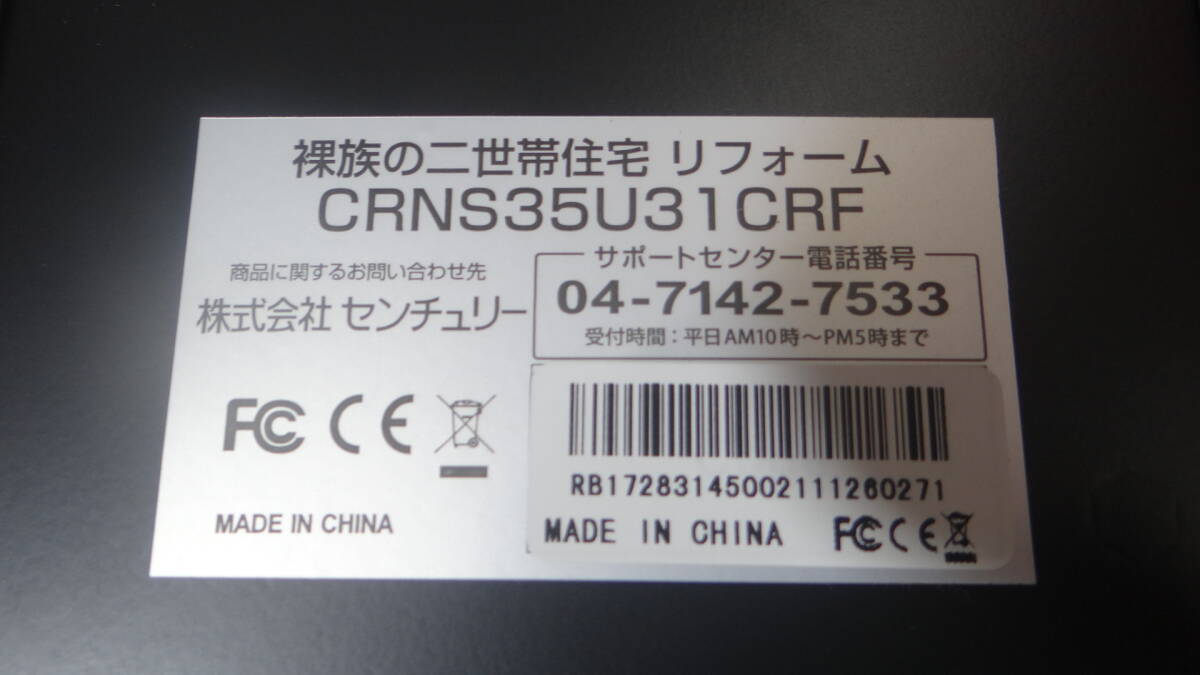 裸族の二世帯住宅 リフォーム
CRNS35U31CRF
商品に関するお問い合わせ先
株式会社 センチュリー
サポートセンター電話番号
04-7142-7533
受付時間：平日AM10時～PM5時まで
FC CE
MADE IN CHINA
RB17283145002111260271
MADE IN CHINA FC CE